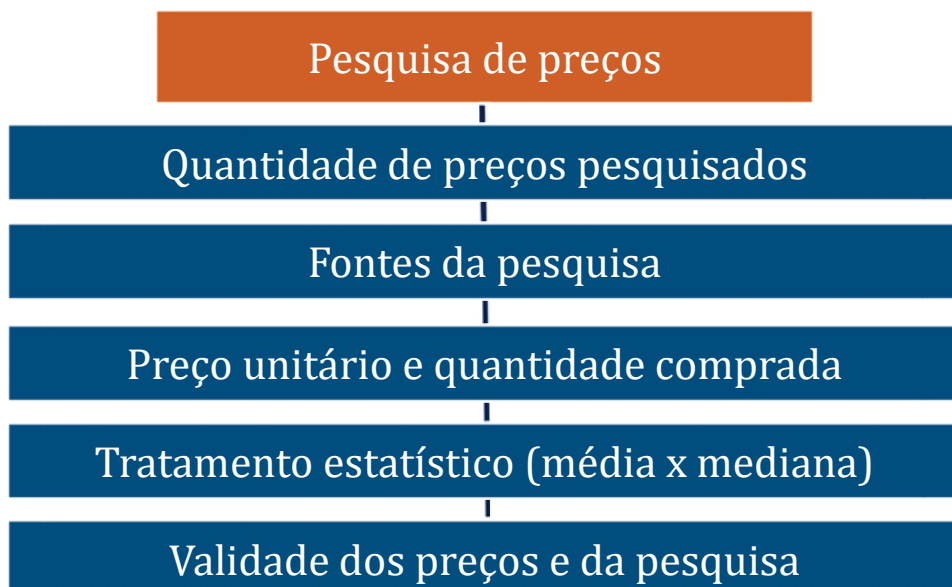 Pesquisa de preços
Quantidade de preços pesquisados
Fontes da pesquisa
Preço unitário e quantidade comprada
Tratamento estatístico (média x mediana)
Validade dos preços e da pesquisa